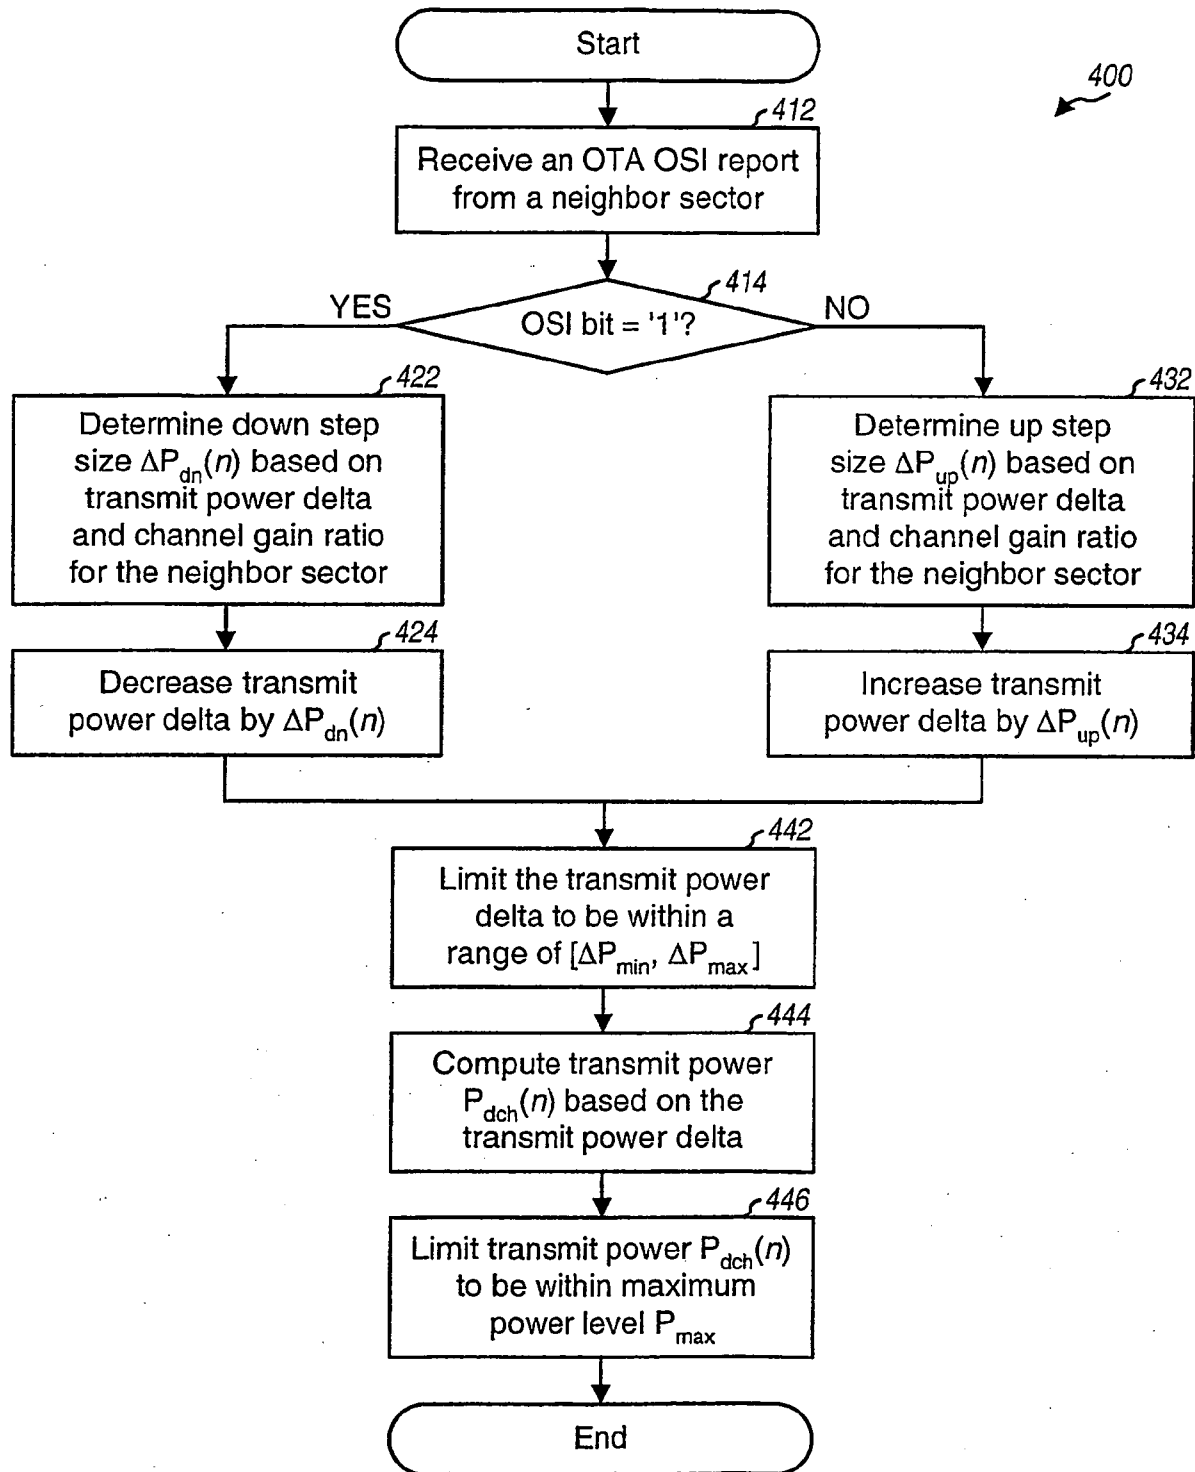 Start
400
412
Receive an OTA OSI report
from a neighbor sector
414
YES
OSI bit = '1'?
NO
422
Determine down step
size ΔPdn(n) based on
transmit power delta
and channel gain ratio
for the neighbor sector
432
Determine up step
size ΔPup(n) based on
transmit power delta
and channel gain ratio
for the neighbor sector
424
Decrease transmit
power delta by ΔPdn(n)
434
Increase transmit
power delta by ΔPup(n)
442
Limit the transmit power
delta to be within a
range of [ΔPmin, ΔPmax]
444
Compute transmit power
Pdch(n) based on the
transmit power delta
446
Limit transmit power Pdch(n)
to be within maximum
power level Pmax
End